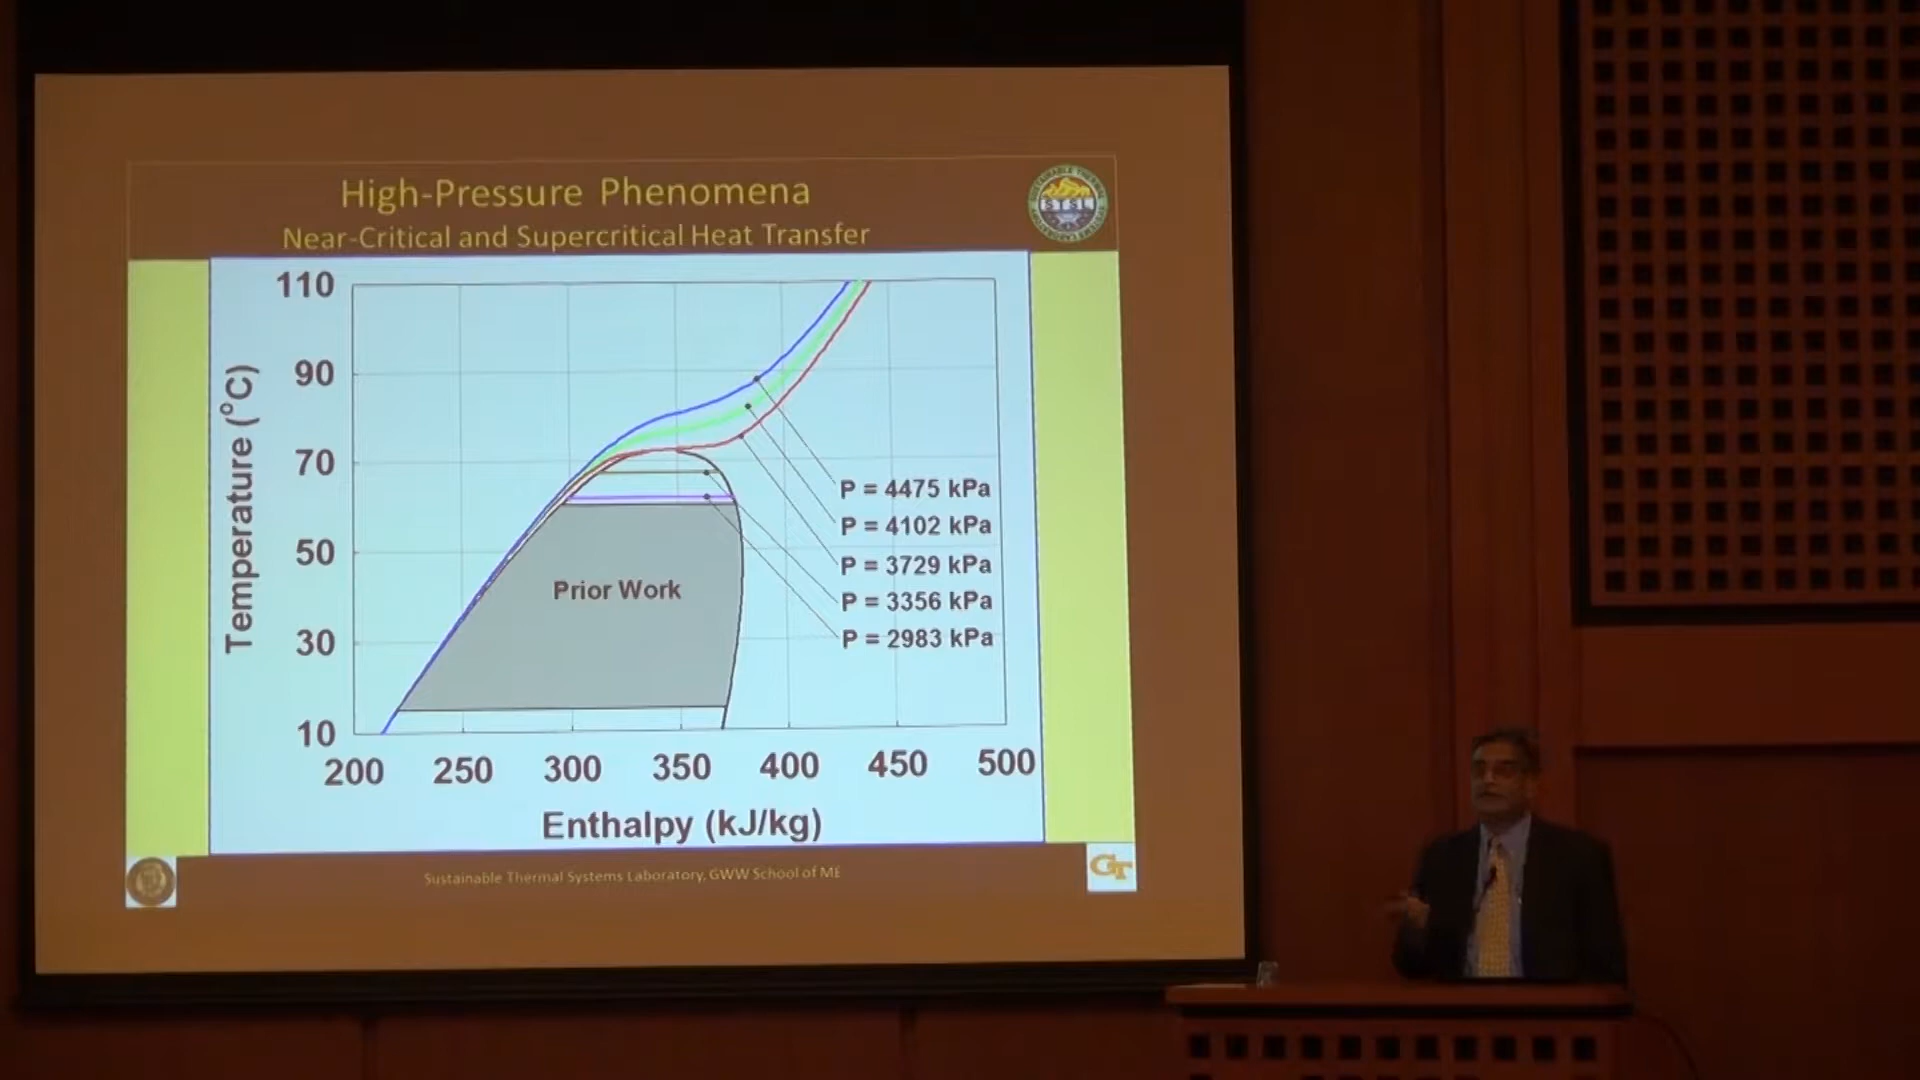 High-Pressure Phenomena
Near-Critical and Supercritical Heat Transfer
STSL
110
90
70
50
30
10
Temperature (°C)
Prior Work
P = 4475 kPa
P = 4102 kPa
P = 3729 kPa
P = 3356 kPa
P = 2983 kPa
200 250 300 350 400 450 500
Enthalpy (kJ/kg)
Sustainable Thermal Systems Laboratory, GWW School of ME
GT